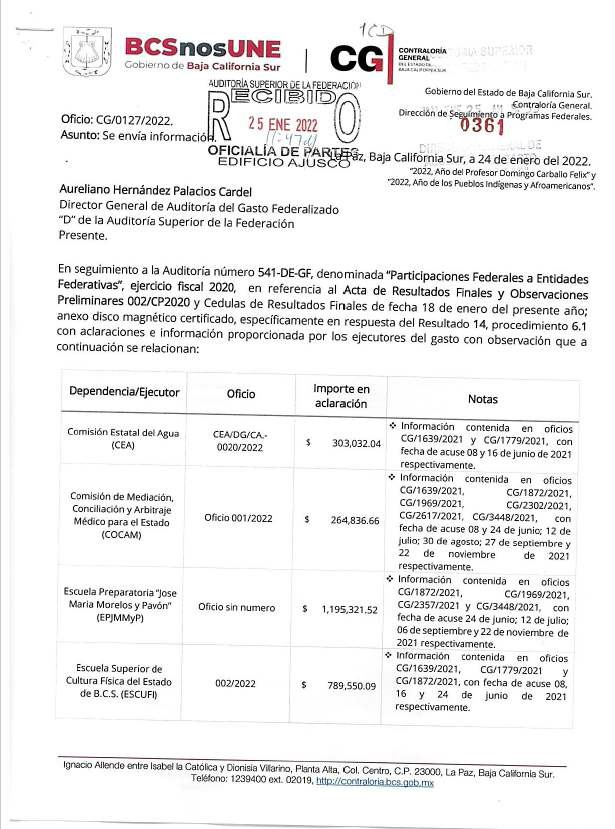 1CD
BCSnosUNE
Gobierno de Baja California Sur
CG
CONTRALORÍA
GENERAL
DEL ESTADO DE
BAJA CALIFORNIA SUR
AUDITORÍA SUPERIOR DE LA FEDERACIÓN
RECIBIDO
25 ENE 2022
OFICIALIA DE PARTES
EDIFICIO AJUSCO
Gobierno del Estado de Baja California Sur.
Contraloría General.
Dirección de Seguimiento a Programas Federales.
0361
Oficio: CG/0127/2022.
Asunto: Se envía información.
La Paz, Baja California Sur, a 24 de enero del 2022.
"2022, Año del Profesor Domingo Carballo Felix" y
"2022, Año de los Pueblos Indígenas y Afroamericanos".
Aureliano Hernández Palacios Cardel
Director General de Auditoría del Gasto Federalizado
"D" de la Auditoría Superior de la Federación
Presente.
En seguimiento a la Auditoría número 541-DE-GF, denominada "Participaciones Federales a Entidades
Federativas", ejercicio fiscal 2020, en referencia al Acta de Resultados Finales y Observaciones
Preliminares 002/CP2020 y Cedulas de Resultados Finales de fecha 18 de enero del presente año;
anexo disco magnético certificado, específicamente en respuesta del Resultado 14, procedimiento 6.1
con aclaraciones e información proporcionada por los ejecutores del gasto con observación que a
continuación se relacionan:
Dependencia/Ejecutor Oficio Importe en aclaración Notas
Comisión Estatal del Agua
(CEA)
CEA/DG/CA.-
0020/2022
$ 303,032.04
❖ Información contenida en oficios
CG/1639/2021 y CG/1779/2021, con
fecha de acuse 08 y 16 de junio de 2021
respectivamente.
Comisión de Mediación,
Conciliación y Arbitraje
Médico para el Estado
(COCAM)
Oficio 001/2022
$ 264,836.66
❖ Información contenida en oficios
CG/1639/2021, CG/1872/2021,
CG/1969/2021, CG/2302/2021,
CG/2617/2021, CG/3448/2021, con
fecha de acuse 08 y 24 de junio; 12 de
julio; 30 de agosto; 27 de septiembre y
22 de noviembre de 2021
respectivamente.
Escuela Preparatoria "Jose
Maria Morelos y Pavón"
(EPJMMyP)
Oficio sin numero
$ 1,195,321.52
❖ Información contenida en oficios
CG/1872/2021, CG/1969/2021,
CG/2357/2021 y CG/3448/2021, con
fecha de acuse 24 de junio; 12 de julio;
06 de septiembre y 22 de noviembre de
2021 respectivamente.
Escuela Superior de
Cultura Física del Estado
de B.C.S. (ESCUFI)
002/2022
$ 789,550.09
❖ Información contenida en oficios
CG/1639/2021, CG/1779/2021 y
CG/1872/2021, con fecha de acuse 08,
16 y 24 de junio de 2021
respectivamente.
Ignacio Allende entre Isabel la Católica y Dionisia Villarino, Planta Alta, Col. Centro, C.P. 23000, La Paz, Baja California Sur.
Teléfono: 1239400 ext. 02019, http://contraloria.bcs.gob.mx